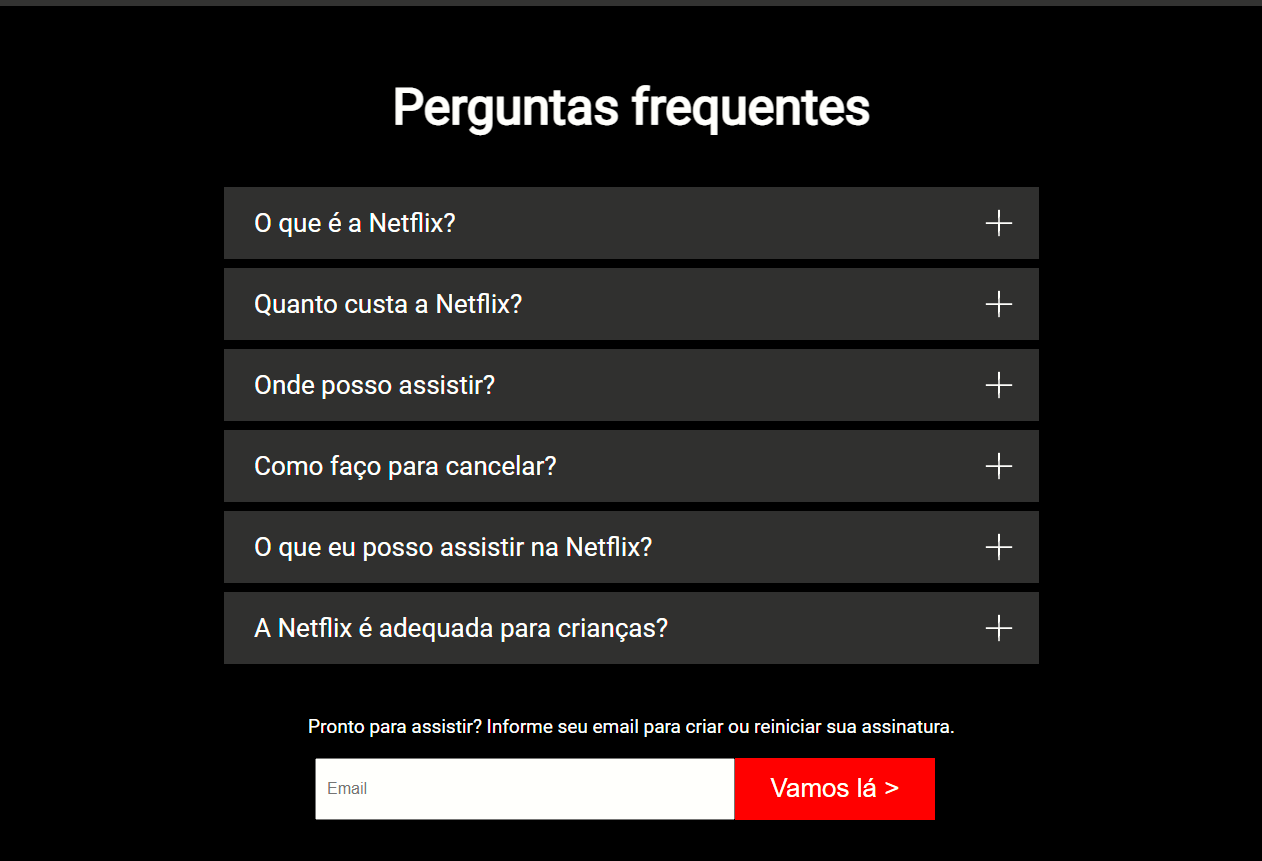 Perguntas frequentes
O que é a Netflix?
Quanto custa a Netflix?
Onde posso assistir?
Como faço para cancelar?
O que eu posso assistir na Netflix?
A Netflix é adequada para crianças?
Pronto para assistir? Informe seu email para criar ou reiniciar sua assinatura.
Email
Vamos lá >